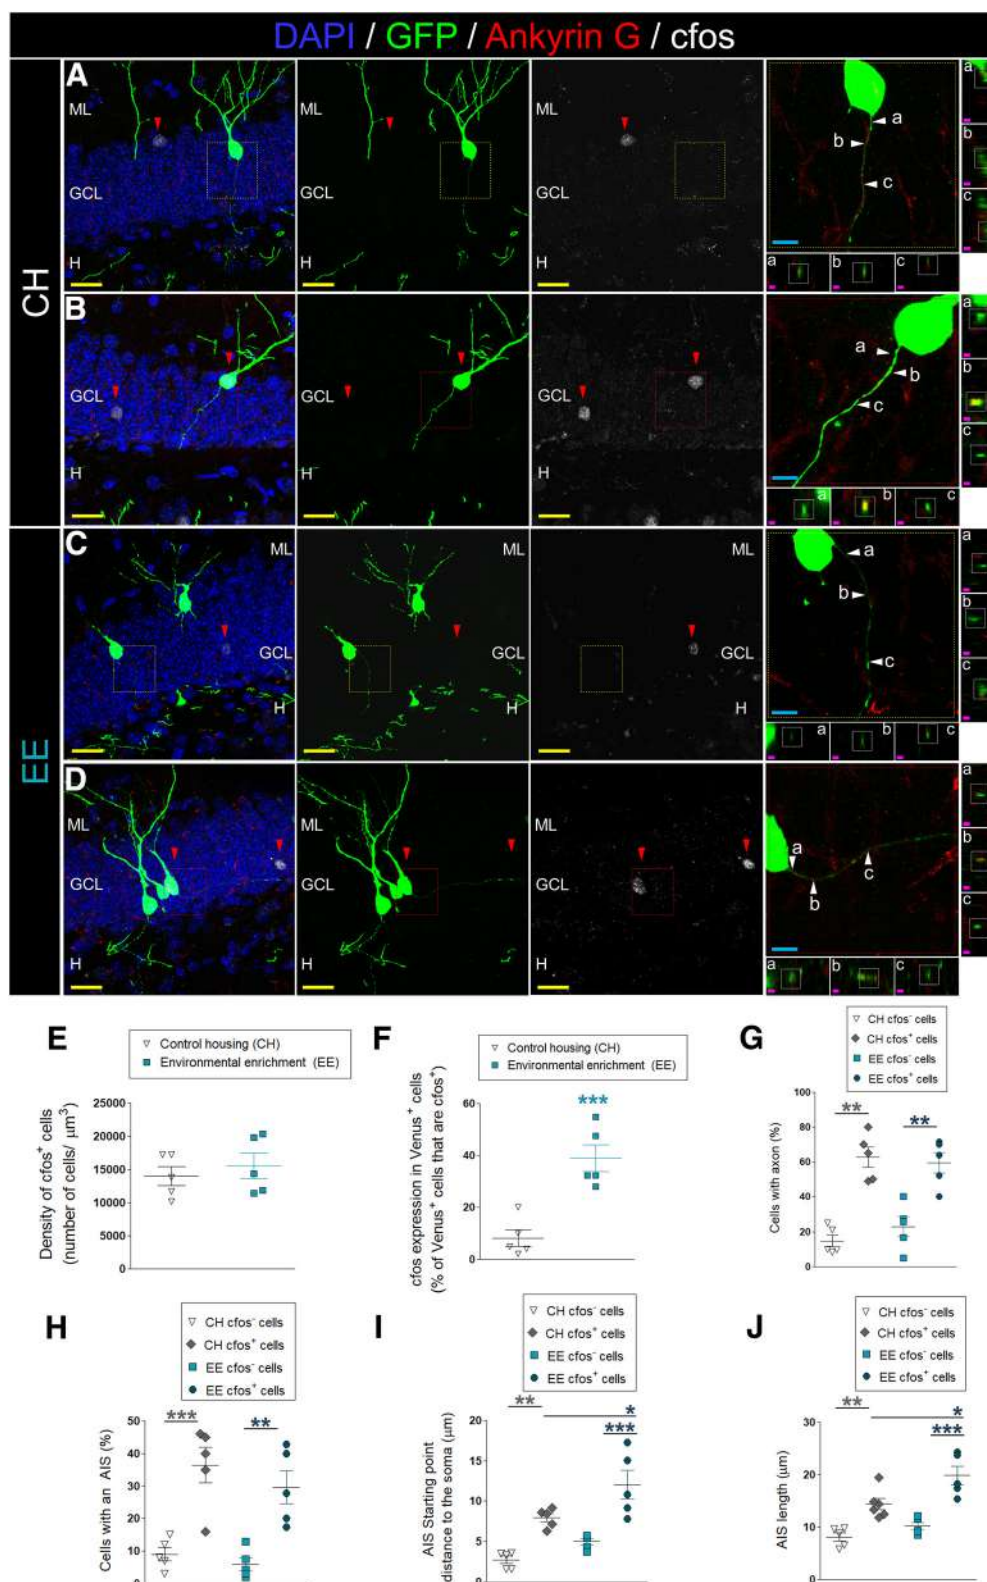 DAPI / GFP / Ankyrin G / cfos
CH
A
ML
GCL
H
ML
GCL
H
ML
GCL
H
a
b
c
a
b
c
a
b
c
B
GCL
H
GCL
H
GCL
H
a
b
c
a
b
c
a
b
c
EE
C
ML
GCL
H
ML
GCL
H
ML
GCL
H
a
b
c
a
b
c
a
b
c
D
ML
GCL
H
ML
GCL
H
ML
GCL
H
a
b
c
a
b
c
a
b
c
E
Control housing (CH)
Environmental enrichment (EE)
Density of cfos+ cells
(number of cells/ µm³)
25000
20000
15000
10000
5000
0
F
Control housing (CH)
Environmental enrichment (EE)
cfos expression in Venus+ cells
(% of Venus+ cells that are cfos+)
60
40
20
0
***
G
CH cfos- cells
CH cfos+ cells
EE cfos- cells
EE cfos+ cells
Cells with axon (%)
100
80
60
40
20
0
**
**
H
CH cfos- cells
CH cfos+ cells
EE cfos- cells
EE cfos+ cells
Cells with an AIS (%)
50
40
30
20
10
0
***
**
I
CH cfos- cells
CH cfos+ cells
EE cfos- cells
EE cfos+ cells
AIS Starting point
distance to the soma (µm)
20
15
10
5
0
**
*
***
J
CH cfos- cells
CH cfos+ cells
EE cfos- cells
EE cfos+ cells
AIS length (µm)
30
20
10
0
**
*
***